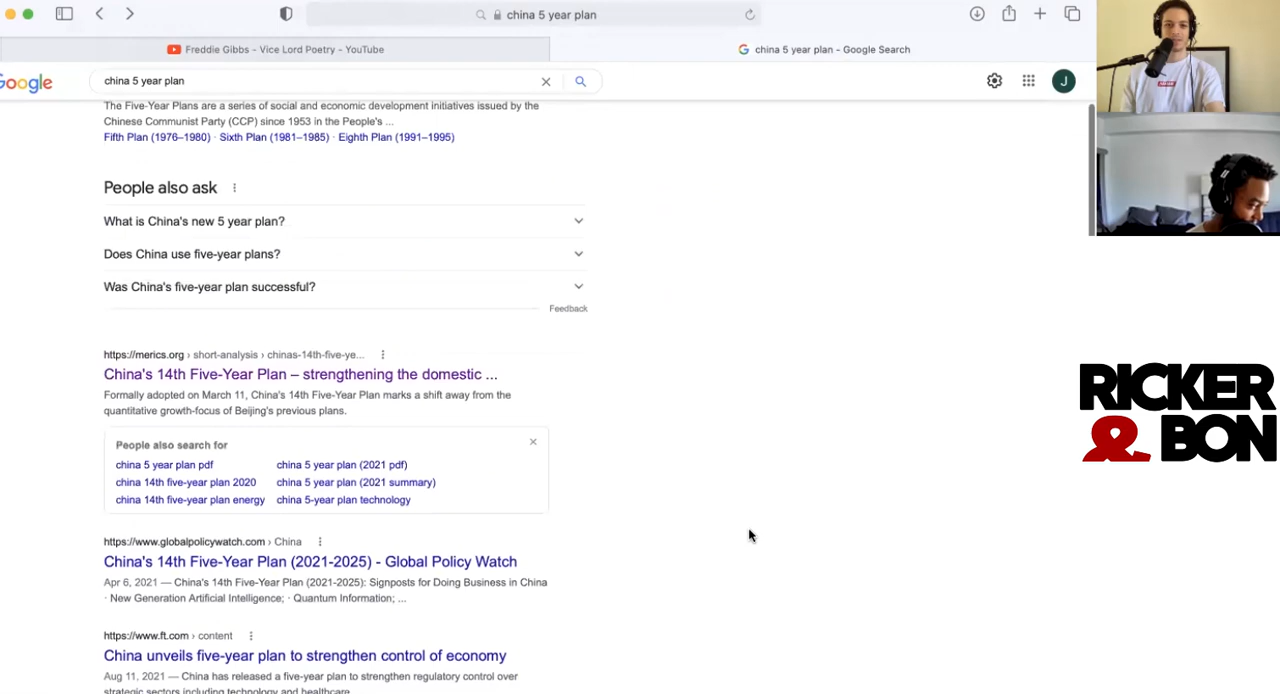 china 5 year plan
Freddie Gibbs - Vice Lord Poetry - YouTube
china 5 year plan - Google Search
Google
china 5 year plan
J
The Five-Year Plans are a series of social and economic development initiatives issued by the
Chinese Communist Party (CCP) since 1953 in the People's ...
Fifth Plan (1976–1980) · Sixth Plan (1981–1985) · Eighth Plan (1991–1995)
People also ask
What is China's new 5 year plan?
Does China use five-year plans?
Was China's five-year plan successful?
Feedback
https://merics.org › short-analysis › chinas-14th-five-ye...
China's 14th Five-Year Plan – strengthening the domestic ...
Formally adopted on March 11, China's 14th Five-Year Plan marks a shift away from the
quantitative growth-focus of Beijing's previous plans.
People also search for
china 5 year plan pdf
china 5 year plan (2021 pdf)
china 14th five-year plan 2020
china 5 year plan (2021 summary)
china 14th five-year plan energy
china 5-year plan technology
https://www.globalpolicywatch.com › China
China's 14th Five-Year Plan (2021-2025) - Global Policy Watch
Apr 6, 2021 — China's 14th Five-Year Plan (2021-2025): Signposts for Doing Business in China
· New Generation Artificial Intelligence; · Quantum Information; ...
https://www.ft.com › content
China unveils five-year plan to strengthen control of economy
Aug 11, 2021 — China has released a five-year plan to strengthen regulatory control over
strategic sectors including technology and healthcare
RICKER
& BON